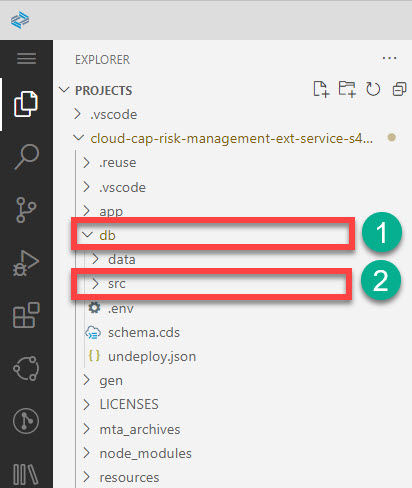 EXPLORER
PROJECTS
.vscode
cloud-cap-risk-management-ext-service-s4...
.reuse
.vscode
app
db
1
data
src
2
.env
schema.cds
{} undeploy.json
gen
LICENSES
mta_archives
node_modules
resources